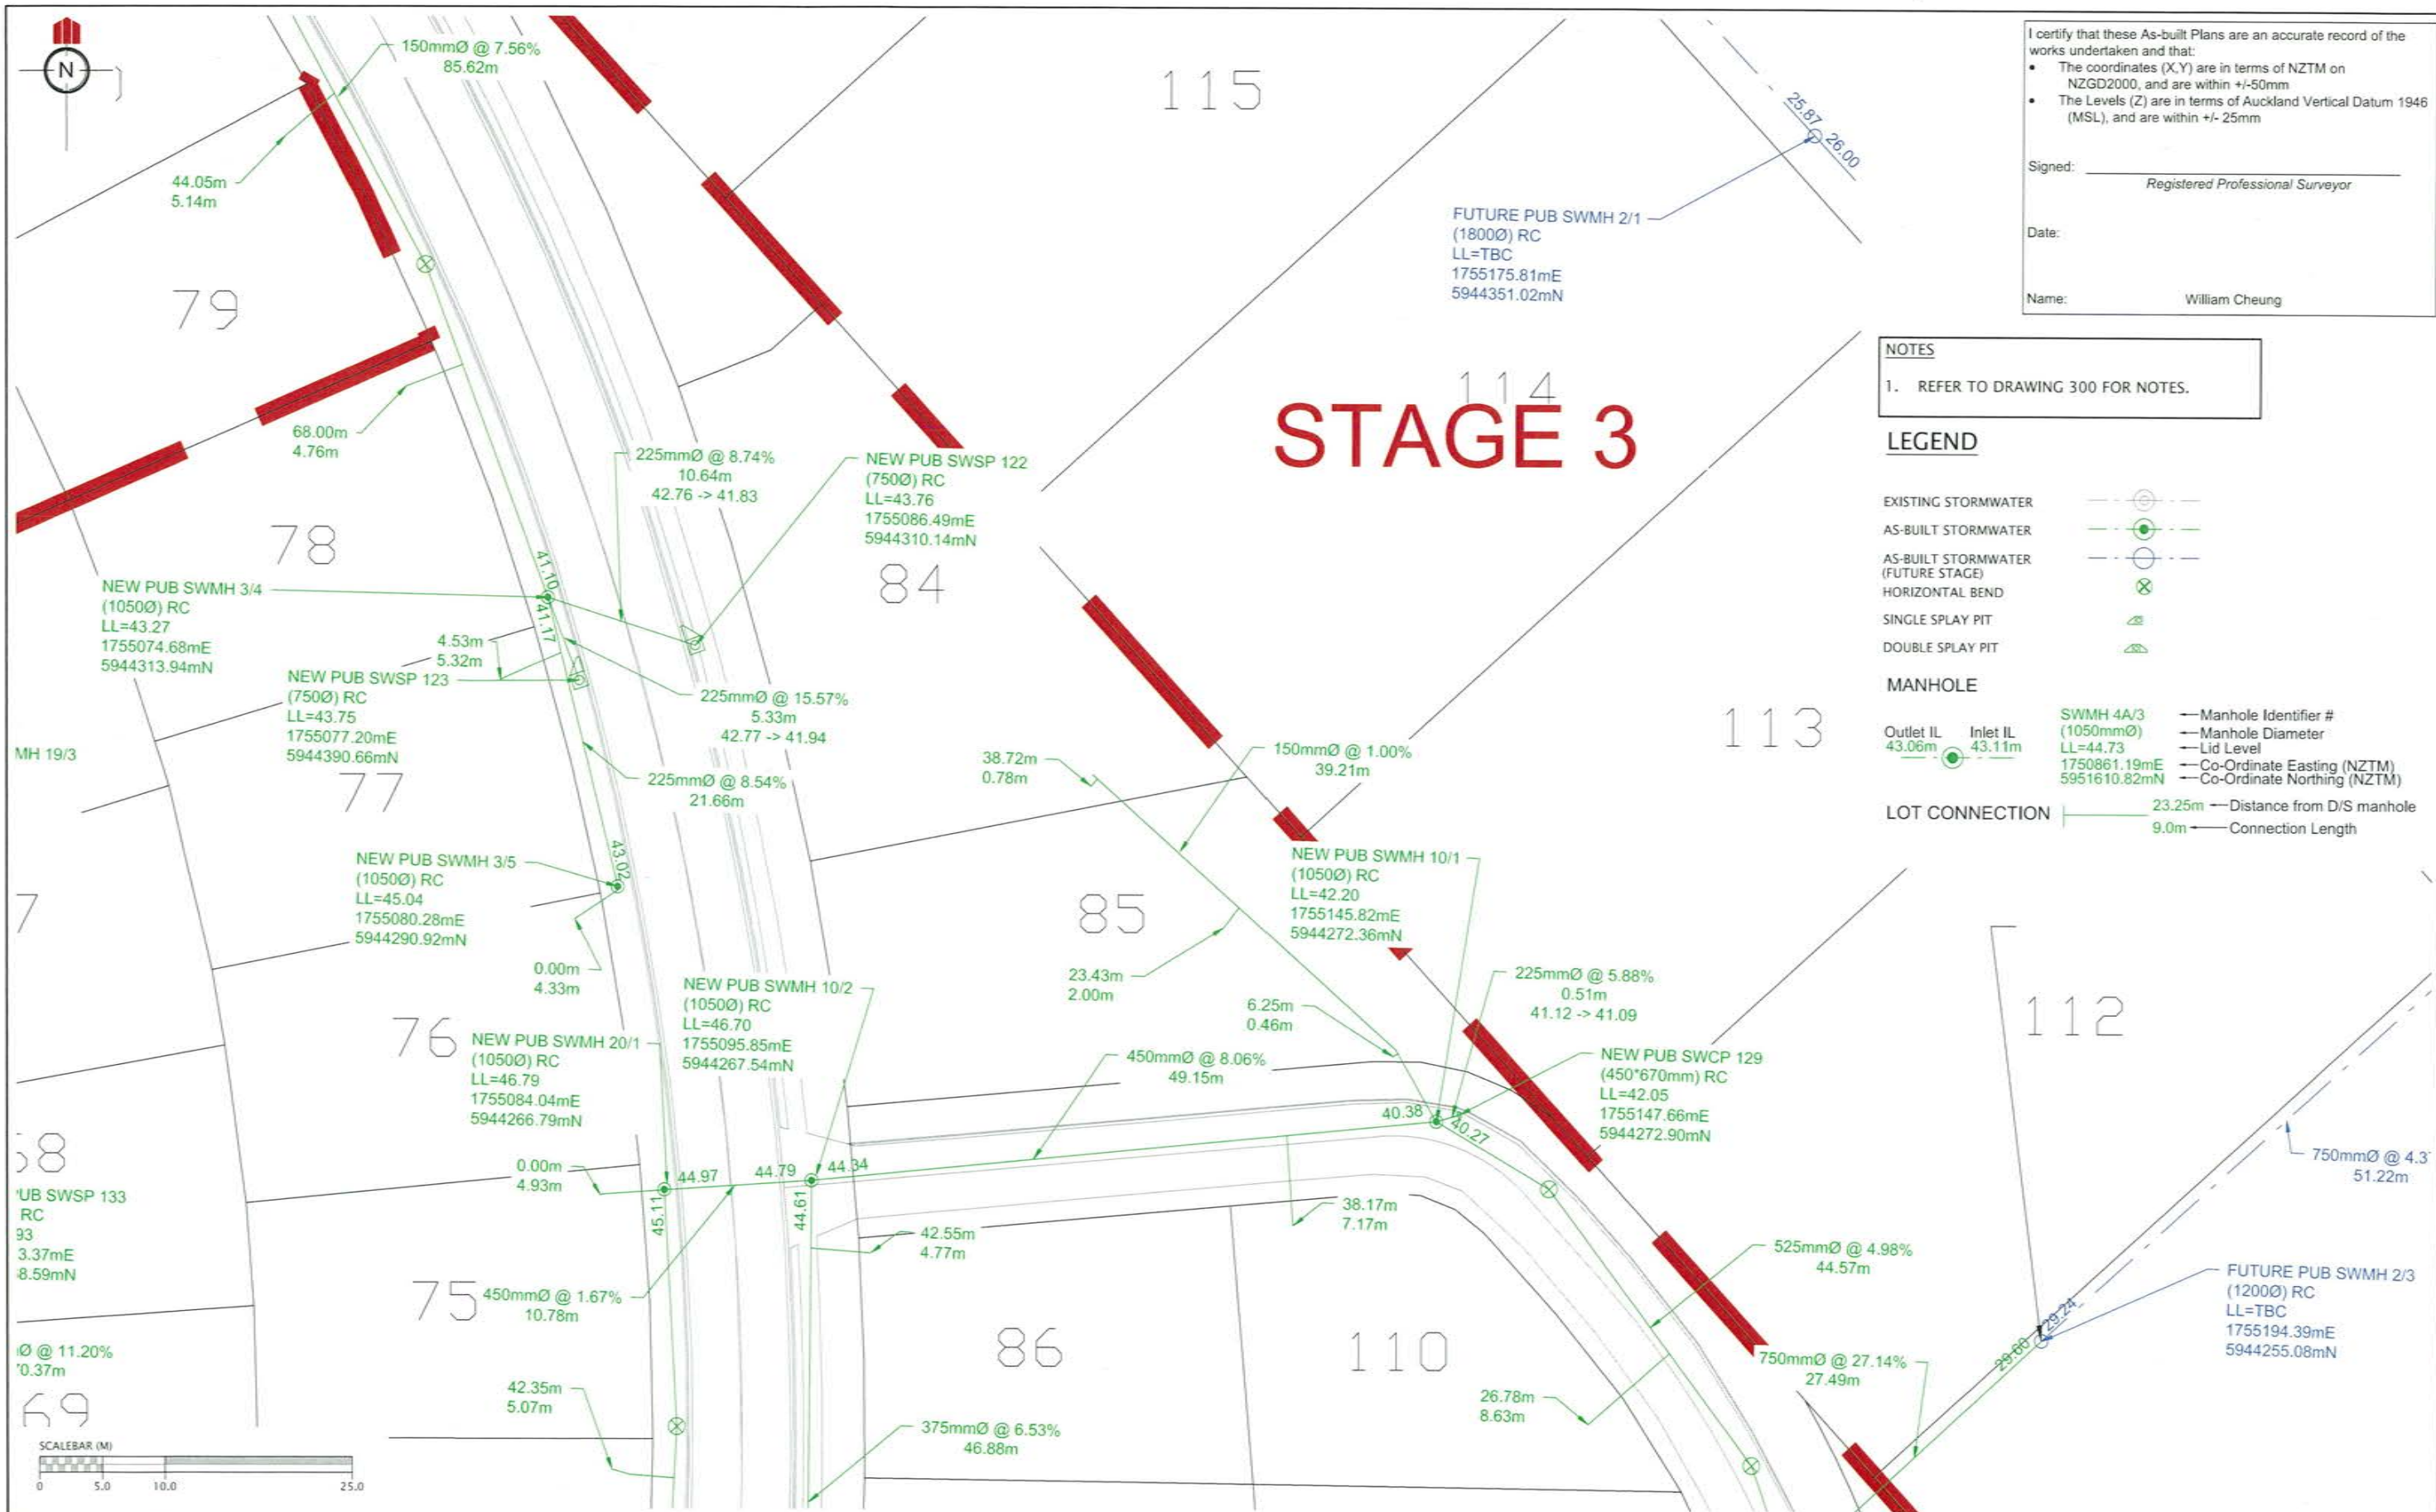 N
150mmØ @ 7.56%
85.62m
44.05m
5.14m
79
115
25.87
26.00
FUTURE PUB SWMH 2/1
(1800Ø) RC
LL=TBC
1755175.81mE
5944351.02mN
I certify that these As-built Plans are an accurate record of the
works undertaken and that:
• The coordinates (X,Y) are in terms of NZTM on
NZGD2000, and are within +/-50mm
• The Levels (Z) are in terms of Auckland Vertical Datum 1946
(MSL), and are within +/- 25mm
Signed:
Registered Professional Surveyor
Date:
Name: William Cheung
NOTES
1. REFER TO DRAWING 300 FOR NOTES.
LEGEND
EXISTING STORMWATER
AS-BUILT STORMWATER
AS-BUILT STORMWATER
(FUTURE STAGE)
HORIZONTAL BEND
SINGLE SPLAY PIT
DOUBLE SPLAY PIT
MANHOLE
Outlet IL Inlet IL
43.06m 43.11m
SWMH 4A/3 Manhole Identifier #
(1050mmØ) Manhole Diameter
LL=44.73 Lid Level
1750861.19mE Co-Ordinate Easting (NZTM)
5951610.82mN Co-Ordinate Northing (NZTM)
LOT CONNECTION
23.25m Distance from D/S manhole
9.0m Connection Length
114
STAGE 3
68.00m
4.76m
225mmØ @ 8.74%
10.64m
42.76 -> 41.83
NEW PUB SWSP 122
(750Ø) RC
LL=43.76
1755086.49mE
5944310.14mN
78
84
41.10
41.17
NEW PUB SWMH 3/4
(1050Ø) RC
LL=43.27
1755074.68mE
5944313.94mN
4.53m
5.32m
NEW PUB SWSP 123
(750Ø) RC
LL=43.75
1755077.20mE
5944390.66mN
225mmØ @ 15.57%
5.33m
42.77 -> 41.94
MH 19/3
77
225mmØ @ 8.54%
21.66m
113
38.72m
0.78m
150mmØ @ 1.00%
39.21m
43.02
NEW PUB SWMH 3/5
(1050Ø) RC
LL=45.04
1755080.28mE
5944290.92mN
7
0.00m
4.33m
85
NEW PUB SWMH 10/1
(1050Ø) RC
LL=42.20
1755145.82mE
5944272.36mN
23.43m
2.00m
6.25m
0.46m
225mmØ @ 5.88%
0.51m
41.12 -> 41.09
112
NEW PUB SWMH 10/2
(1050Ø) RC
LL=46.70
1755095.85mE
5944267.54mN
76
NEW PUB SWMH 20/1
(1050Ø) RC
LL=46.79
1755084.04mE
5944266.79mN
450mmØ @ 8.06%
49.15m
NEW PUB SWCP 129
(450*670mm) RC
LL=42.05
1755147.66mE
5944272.90mN
40.38
40.27
68
0.00m
4.93m
44.97
44.79
44.34
45.11
44.61
750mmØ @ 4.3
51.22m
UB SWSP 133
RC
93
3.37mE
8.59mN
42.55m
4.77m
38.17m
7.17m
525mmØ @ 4.98%
44.57m
75
450mmØ @ 1.67%
10.78m
FUTURE PUB SWMH 2/3
(1200Ø) RC
LL=TBC
1755194.39mE
5944255.08mN
29.24
29.60
86
110
750mmØ @ 27.14%
27.49m
Ø @ 11.20%
0.37m
69
42.35m
5.07m
26.78m
8.63m
375mmØ @ 6.53%
46.88m
SCALEBAR (M)
0 5.0 10.0 25.0